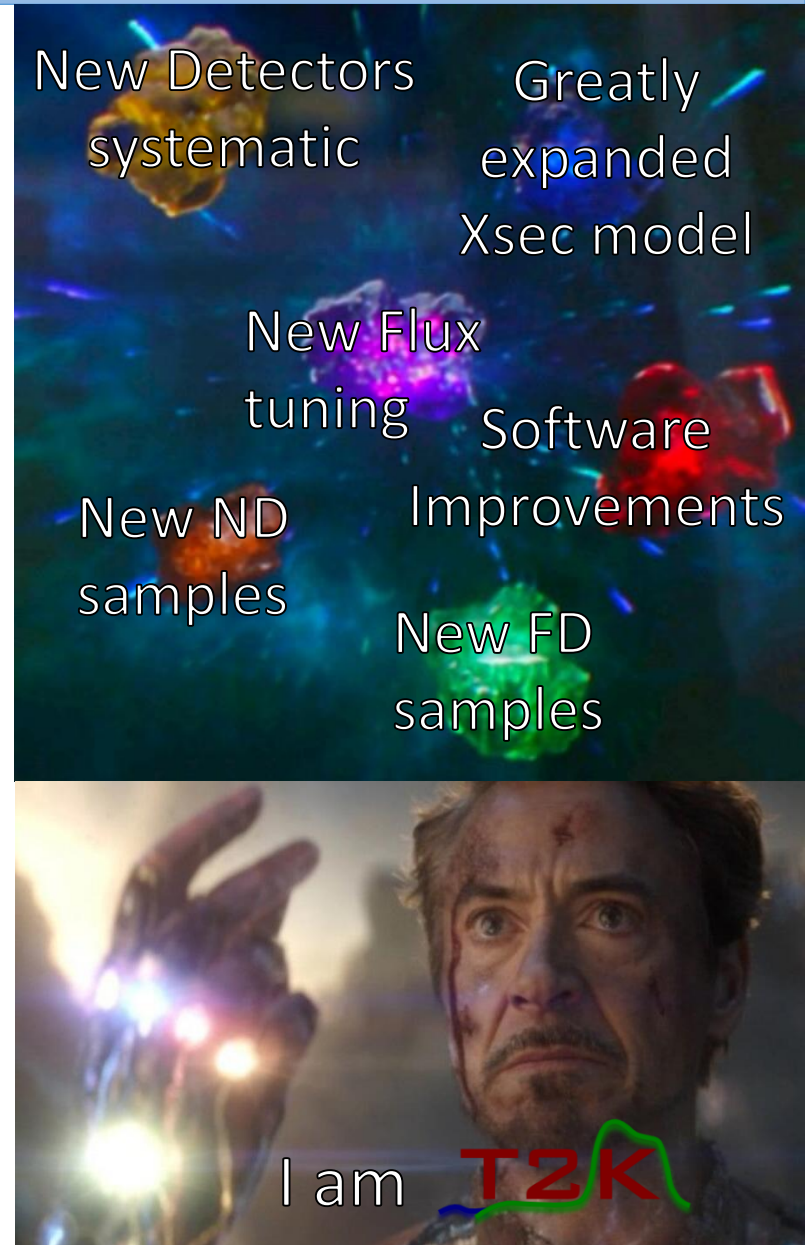 New Detectors
systematic
Greatly
expanded
Xsec model
New Flux
tuning
Software
Improvements
New ND
samples
New FD
samples
I am T2K